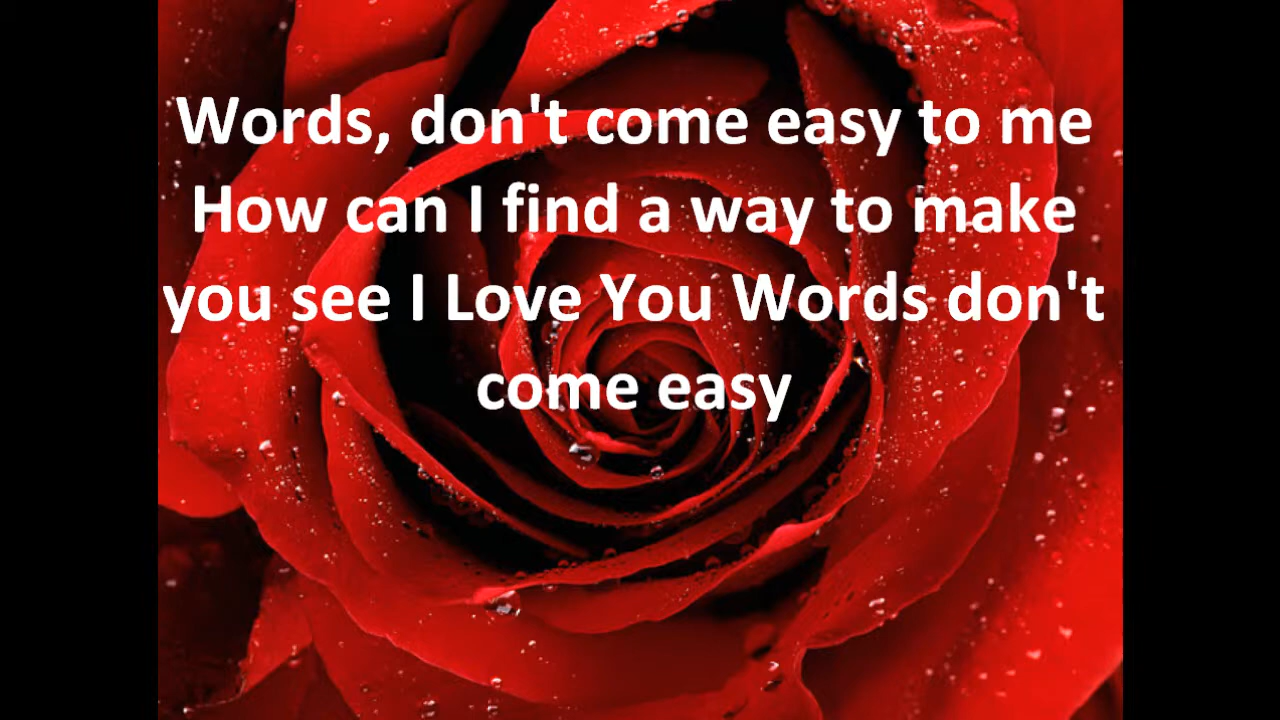 Words, don't come easy to me
How can I find a way to make
you see I Love You Words don't
come easy